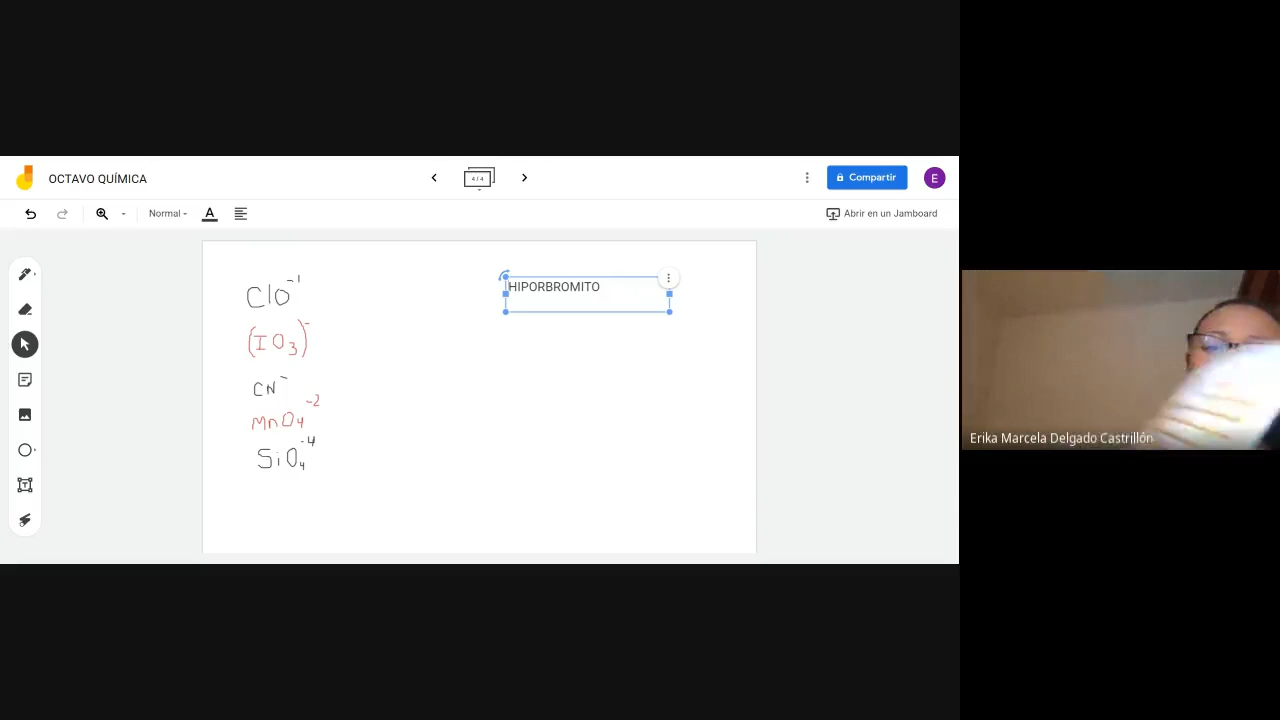 OCTAVO QUÍMICA
4 / 4
Compartir
E
Normal
A
Abrir en un Jamboard
ClO⁻¹
HIPORBROMITO
(IO₃)⁻
CN⁻
MnO₄⁻²
SiO₄⁻⁴
T
Erika Marcela Delgado Castrillón